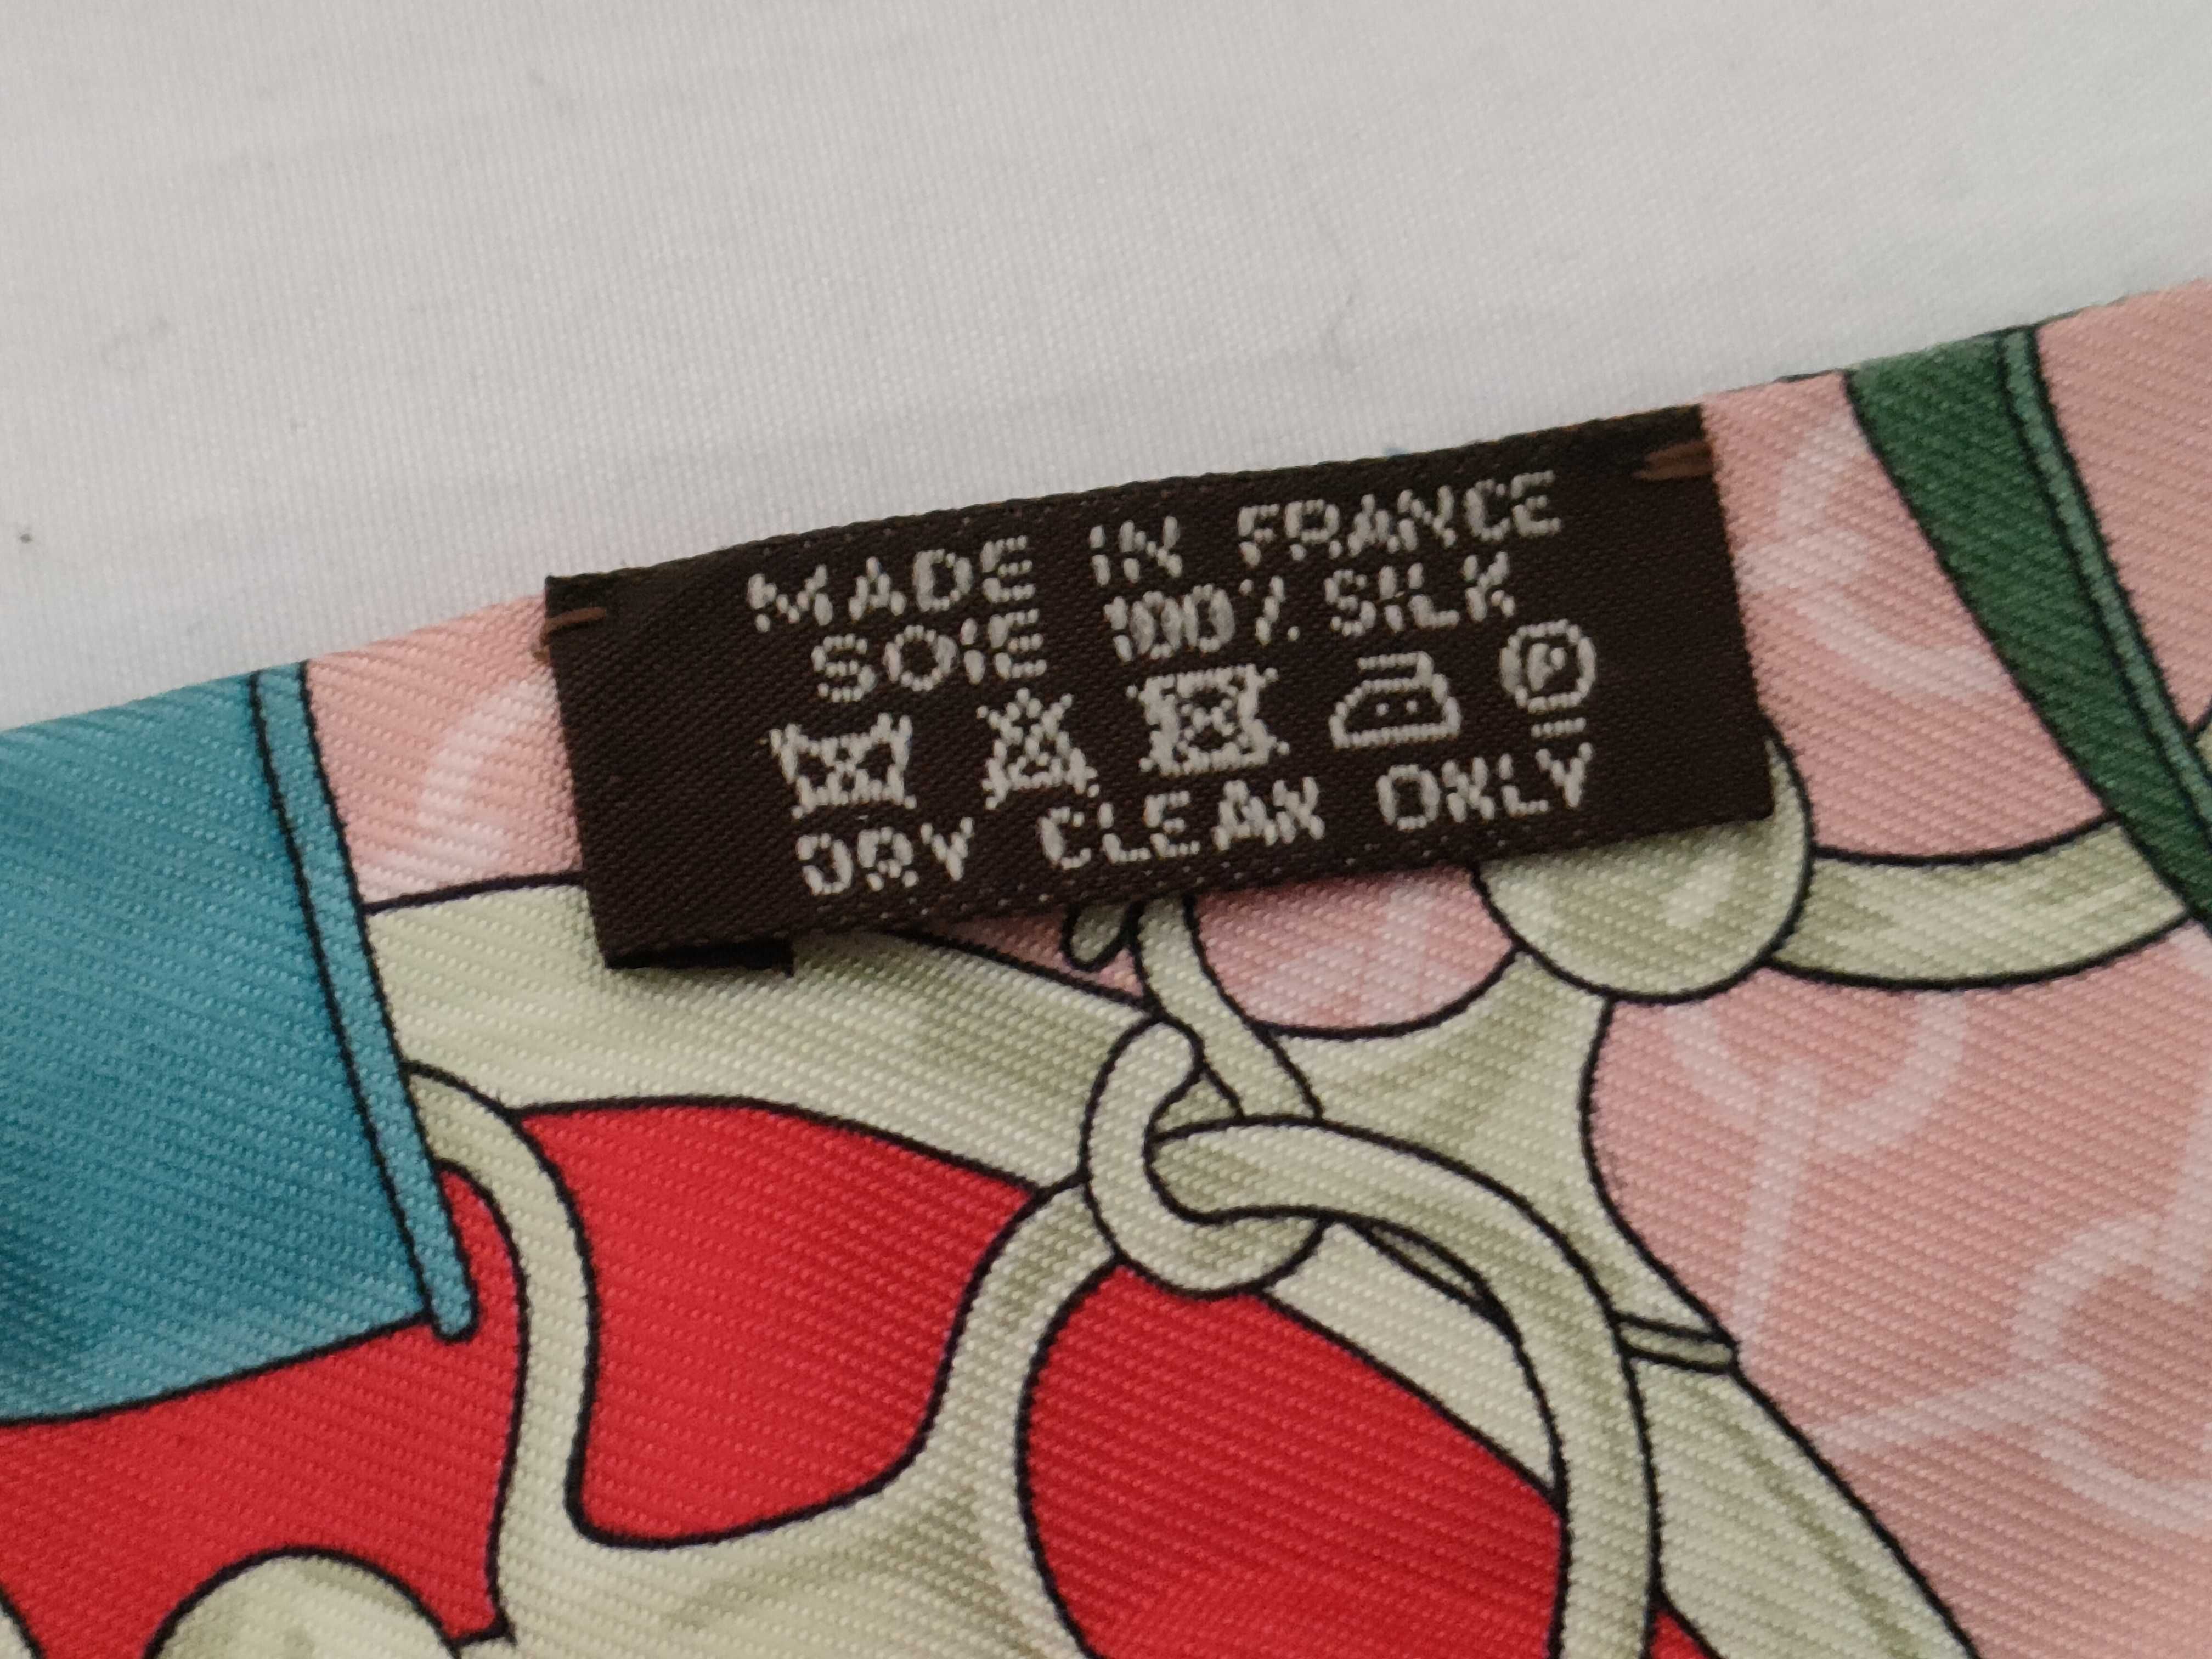 MADE IN FRANCE
SOIE 100% SILK
P
DRY CLEAN ONLY